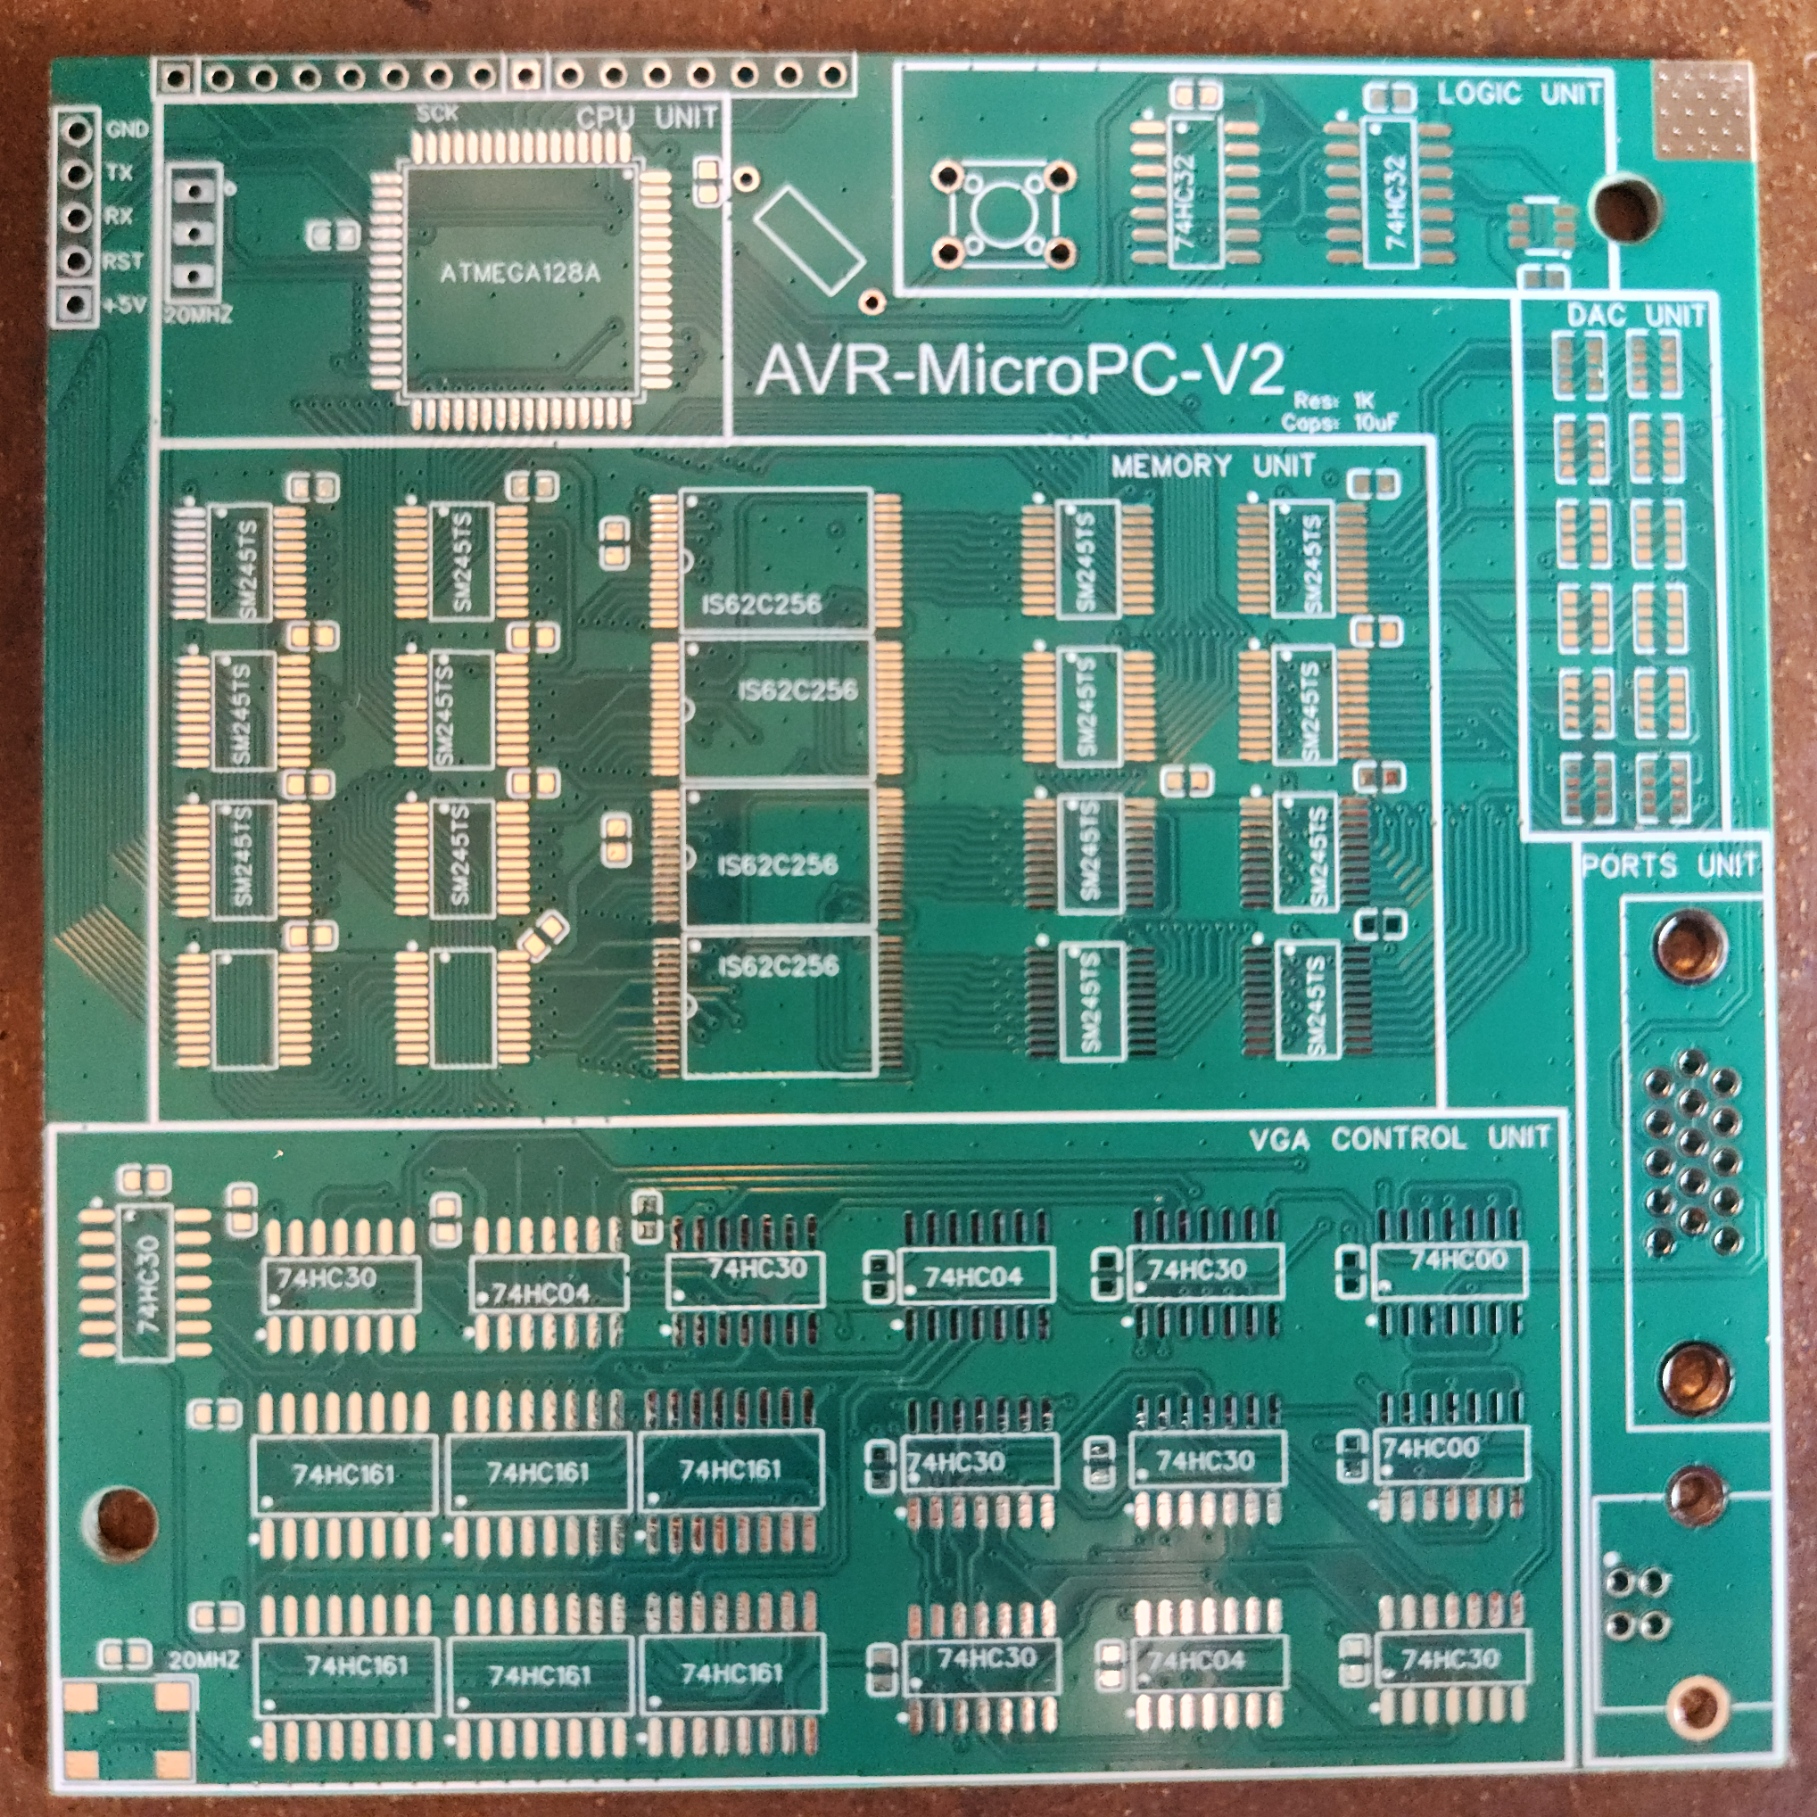 SCK
CPU UNIT
LOGIC UNIT
GND
TX
RX
RST
+5V
20MHZ
ATMEGA128A
74HC32
74HC32
DAC UNIT
AVR-MicroPC-V2
Res: 1K
Caps: 10uF
MEMORY UNIT
SM245TS
SM245TS
IS62C256
SM245TS
SM245TS
SM245TS
SM245TS
IS62C256
SM245TS
SM245TS
SM245TS
SM245TS
IS62C256
SM245TS
SM245TS
IS62C256
SM245TS
SM245TS
PORTS UNIT
VGA CONTROL UNIT
74HC30
74HC30
74HC04
74HC30
74HC04
74HC30
74HC00
74HC161
74HC161
74HC161
74HC30
74HC30
74HC00
20MHZ
74HC161
74HC161
74HC161
74HC30
74HC04
74HC30